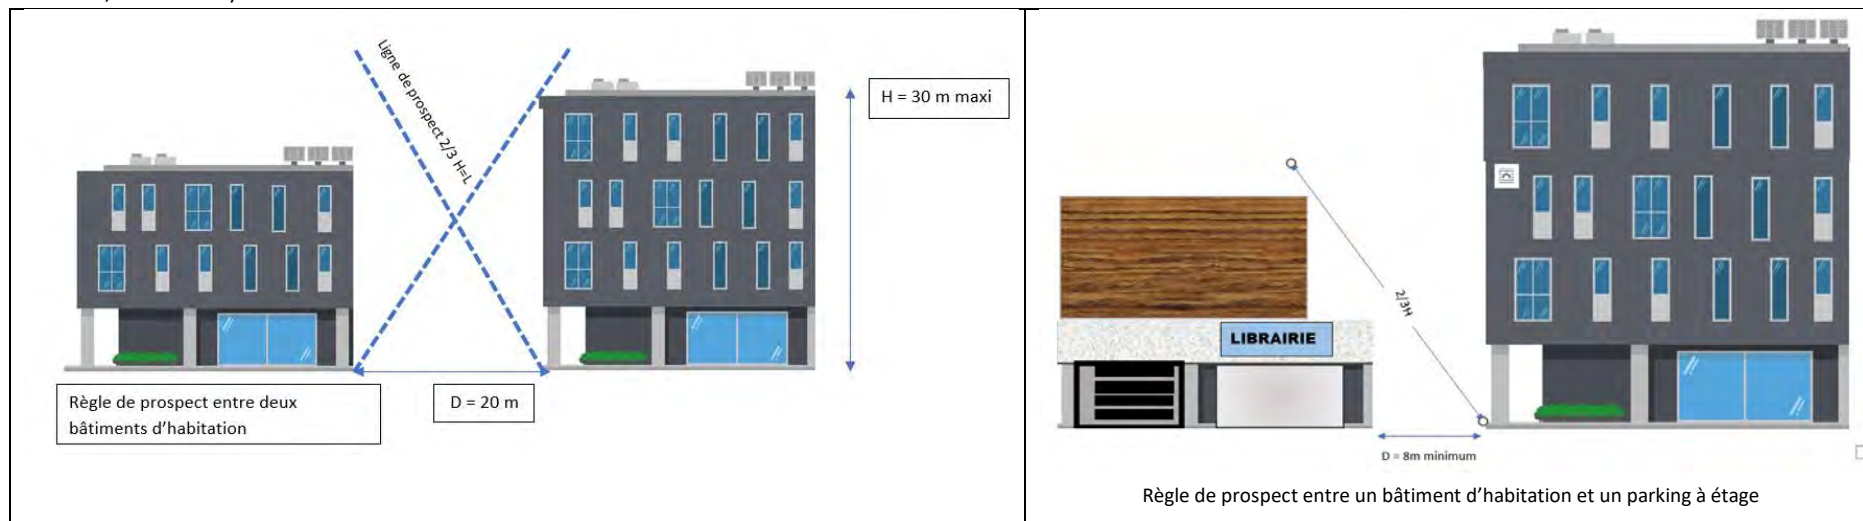 Ligne de prospect 2/3 H=L
H = 30 m maxi
D = 20 m
Règle de prospect entre deux
bâtiments d’habitation
LIBRAIRIE
2/3H
D = 8m minimum
Règle de prospect entre un bâtiment d’habitation et un parking à étage